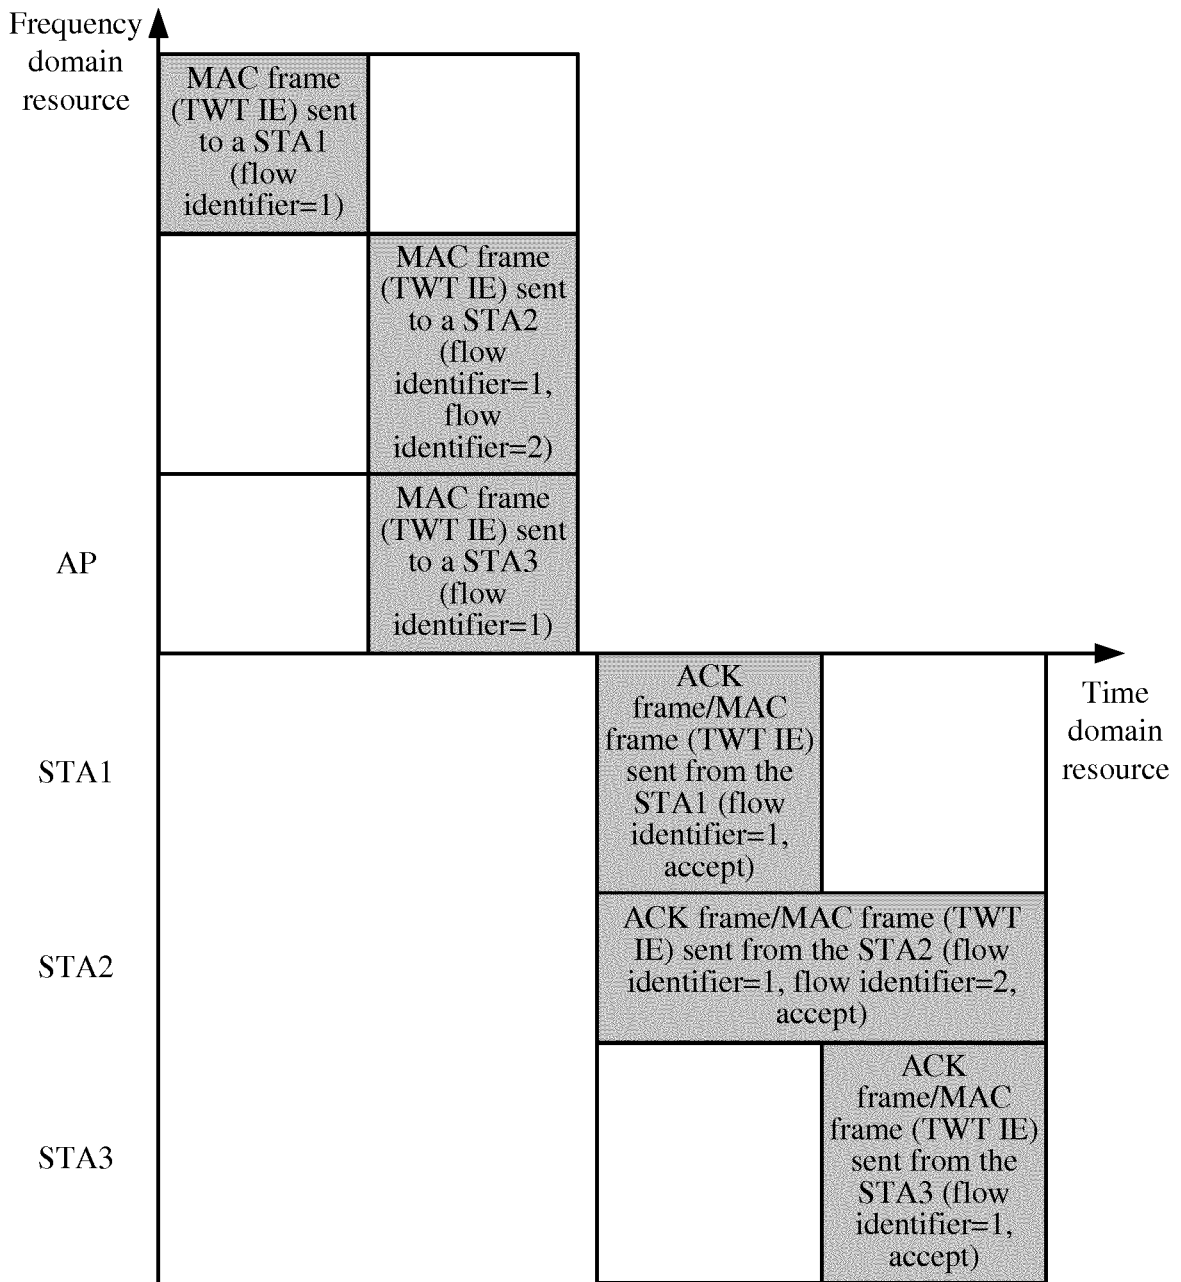 Frequency
domain
resource
MAC frame
(TWT IE) sent
to a STA1
(flow
identifier=1)
MAC frame
(TWT IE) sent
to a STA2
(flow
identifier=1,
flow
identifier=2)
AP
MAC frame
(TWT IE) sent
to a STA3
(flow
identifier=1)
Time
domain
resource
STA1
ACK
frame/MAC
frame (TWT IE)
sent from the
STA1 (flow
identifier=1,
accept)
STA2
ACK frame/MAC frame (TWT
IE) sent from the STA2 (flow
identifier=1, flow identifier=2,
accept)
STA3
ACK
frame/MAC
frame (TWT IE)
sent from the
STA3 (flow
identifier=1,
accept)